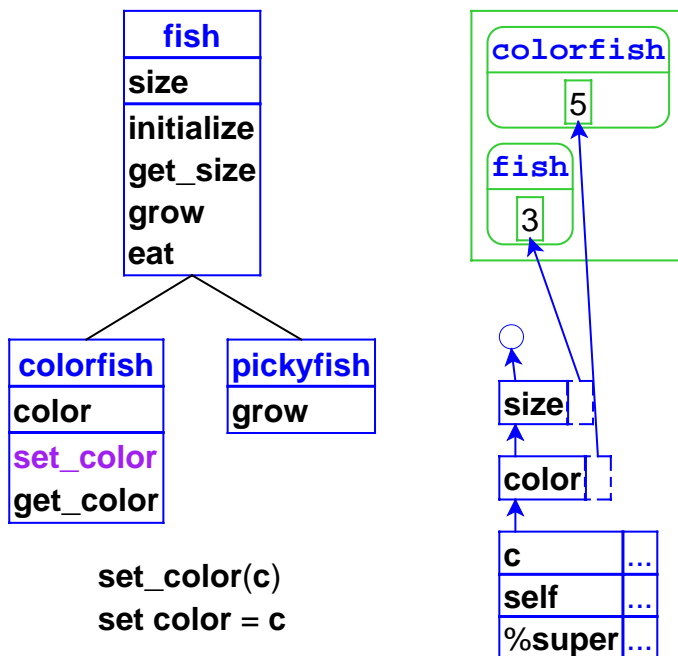 fish
size
initialize
get_size
grow
eat
colorfish
color
set_color
get_color
pickyfish
grow
set_color(c)
set color = c
colorfish
5
fish
3
size
color
c ...
self ...
%super ...